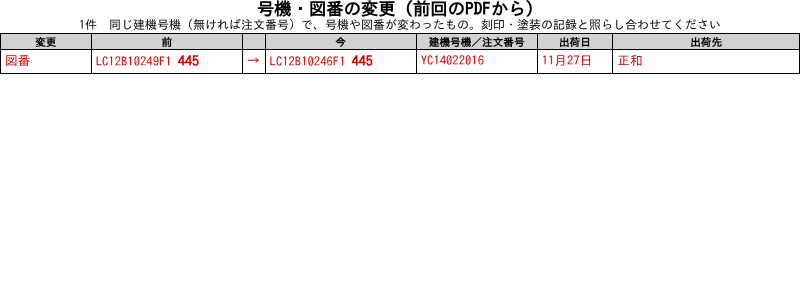 号機・図番の変更（前回のPDFから）
1件　同じ建機号機（無ければ注文番号）で、号機や図番が変わったもの。刻印・塗装の記録と照らし合わせてください
変更 前 今 建機号機／注文番号 出荷日 出荷先
図番 LC12B10249F1 445 → LC12B10246F1 445 YC14022016 11月27日 正和